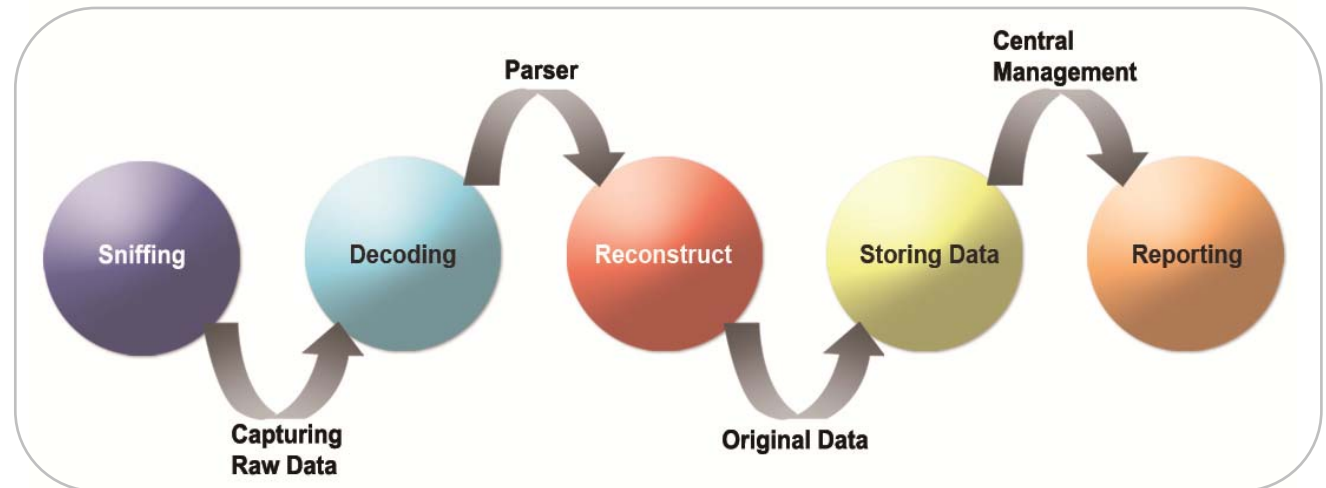 Central
Management
Parser
Sniffing
Decoding
Reconstruct
Storing Data
Reporting
Capturing
Raw Data
Original Data